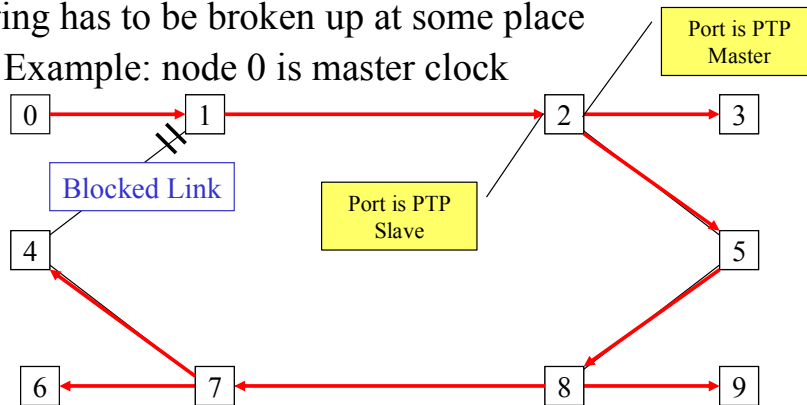 has to be broken up at some place
Example: node 0 is master clock
Port is PTP
Master
0
1
2
3
Blocked Link
Port is PTP
Slave
4
5
6
7
8
9